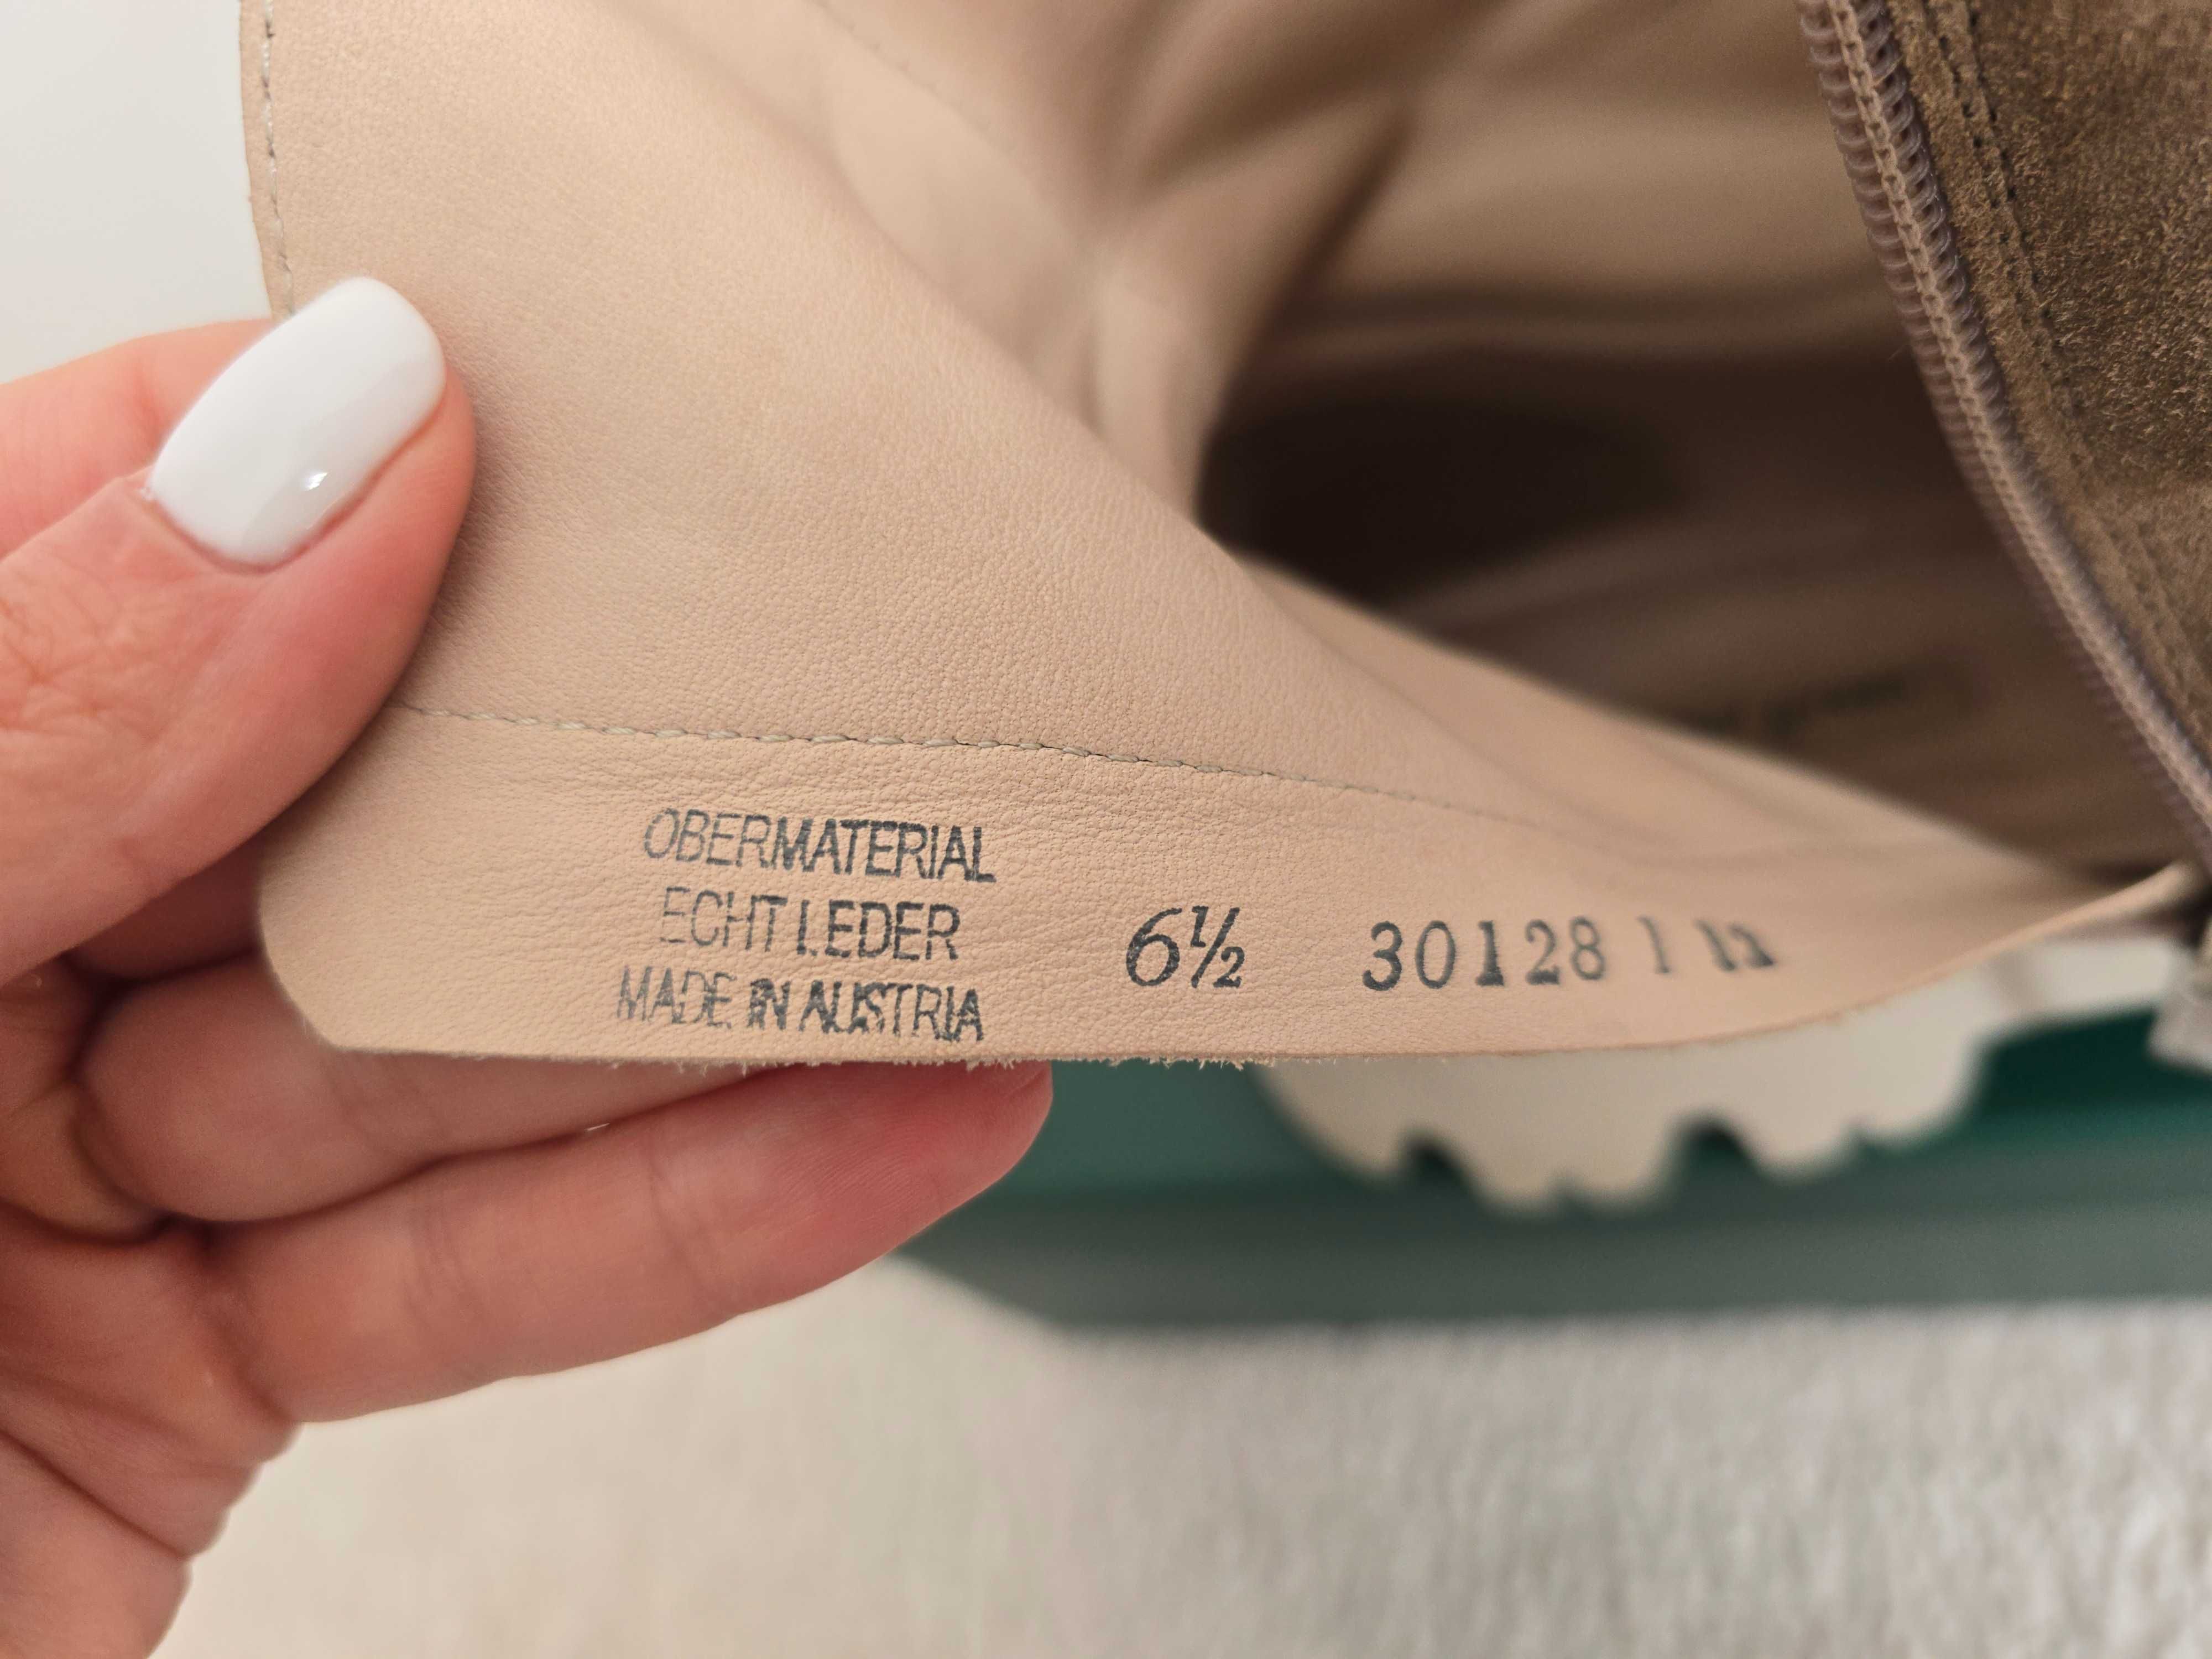 OBERMATERIAL
ECHT LEDER
MADE IN AUSTRIA
6½
30128 1